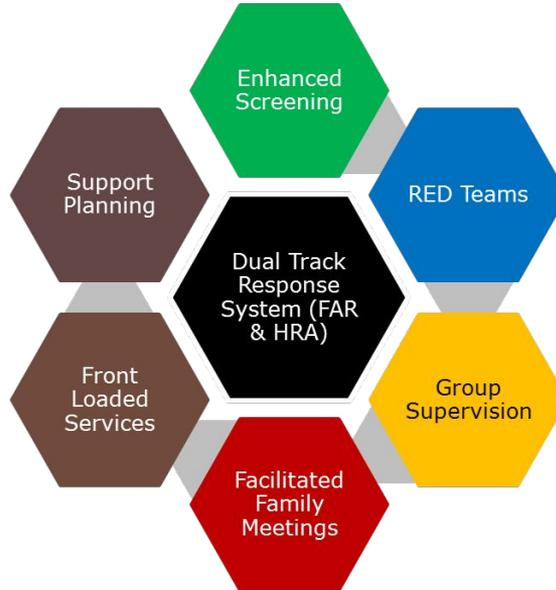 Enhanced
Screening
RED Teams
Group
Supervision
Facilitated
Family
Meetings
Front
Loaded
Services
Support
Planning
Dual Track
Response
System (FAR
& HRA)